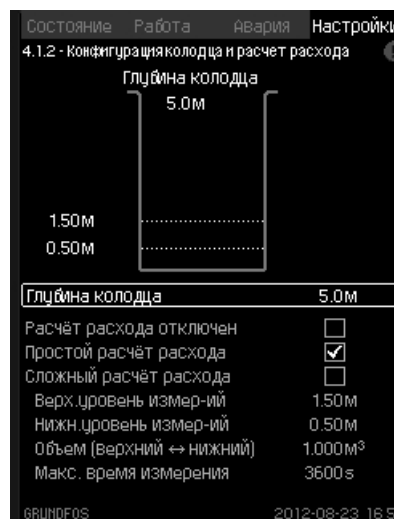 Состояние Работа Авария Настройки
4.1.2 - Конфигурация колодца и расчет расхода
Глубина колодца
5.0м
1.50м
0.50м
Глубина колодца 5.0м
Расчёт расхода отключен
Простой расчёт расхода
Сложный расчёт расхода
Верх.уровень измер-ий 1.50м
Нижн.уровень измер-ий 0.50м
Объем (верхний ↔ нижний) 1.000м³
Макс. время измерения 3600s
GRUNDFOS 2012-08-23 16:5